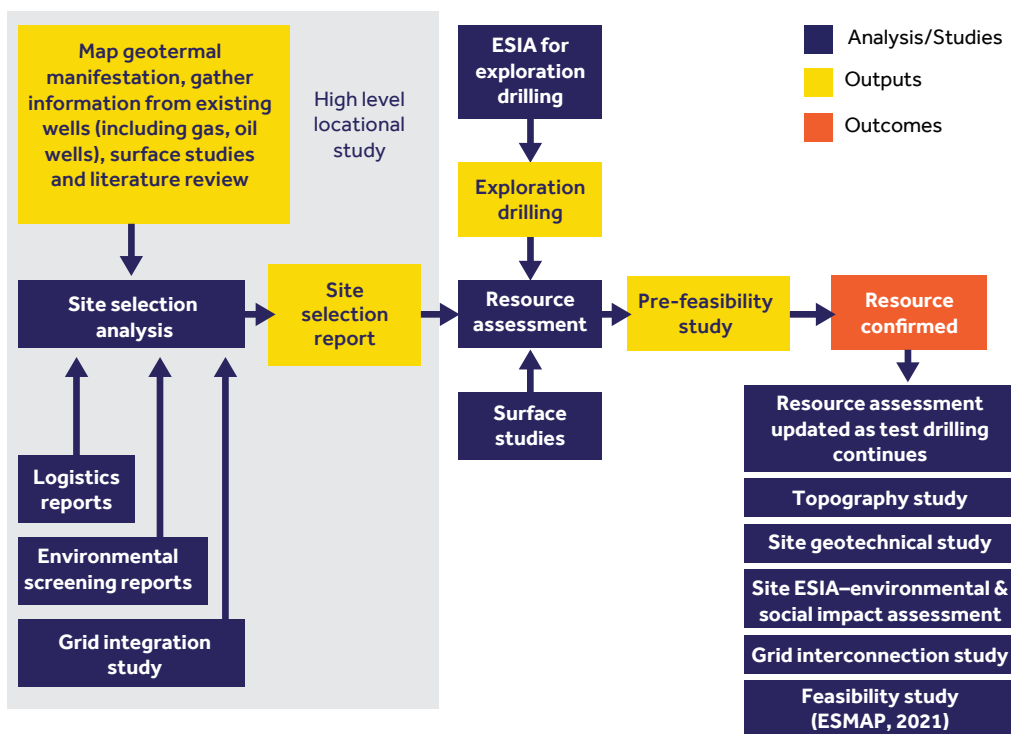 Map geotermal
manifestation, gather
information from existing
wells (including gas, oil
wells), surface studies
and literature review
High level
locational
study
Site selection
analysis
Site
selection
report
Logistics
reports
Environmental
screening reports
Grid integration
study
ESIA for
exploration
drilling
Exploration
drilling
Resource
assessment
Surface
studies
Pre-feasibility
study
Resource
confirmed
Resource assessment
updated as test drilling
continues
Topography study
Site geotechnical study
Site ESIA–environmental &
social impact assessment
Grid interconnection study
Feasibility study
(ESMAP, 2021)
Analysis/Studies
Outputs
Outcomes